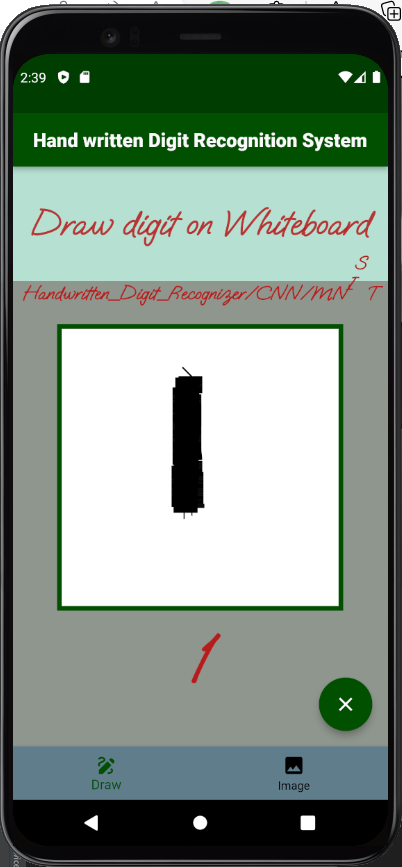 2:39
Hand written Digit Recognition System
Draw digit on Whiteboard
Handwritten_Digit_Recognizer/CNN/MNIST
1
Draw
Image